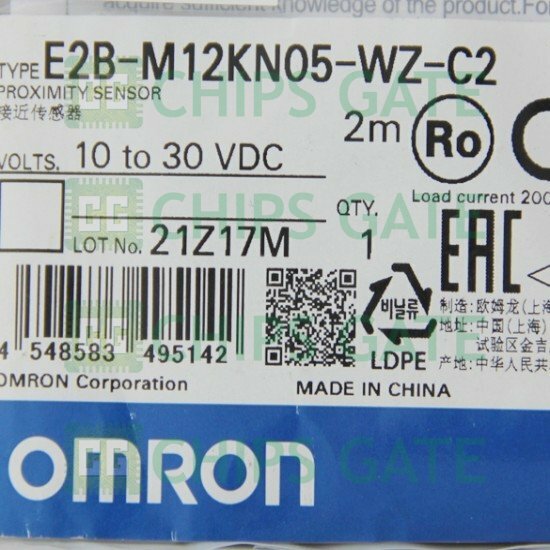 acquire sufficient knowledge of the product.For
TYPE E2B-M12KN05-WZ-C2
PROXIMITY SENSOR
接近传感器
2m
Ro
VOLTS. 10 to 30 VDC
Load current 200
QTY.
1
LOT No. 21Z17M
EAC
4 548583 495142
비닐류
LDPE
制造: 欧姆龙(上海
地址: 中国(上海)
试验区金吉
产地: 中华人民共
OMRON Corporation
MADE IN CHINA
OMRON
CHIPS GATE
CHIPS GATE
CHIPS GATE
CHIPS GATE